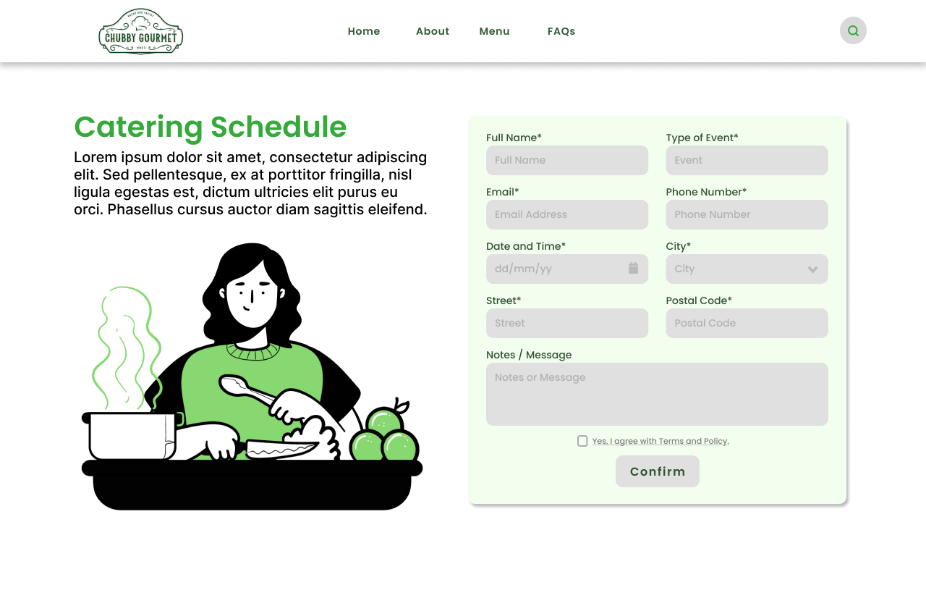 CHUBBY GOURMET
Home
About
Menu
FAQs
Catering Schedule
Lorem ipsum dolor sit amet, consectetur adipiscing
elit. Sed pellentesque, ex at porttitor fringilla, nisl
ligula egestas est, dictum ultricies elit purus eu
orci. Phasellus cursus auctor diam sagittis eleifend.
Full Name*
Full Name
Type of Event*
Event
Email*
Email Address
Phone Number*
Phone Number
Date and Time*
dd/mm/yy
City*
City
Street*
Street
Postal Code*
Postal Code
Notes / Message
Notes or Message
Yes, I agree with Terms and Policy.
Confirm